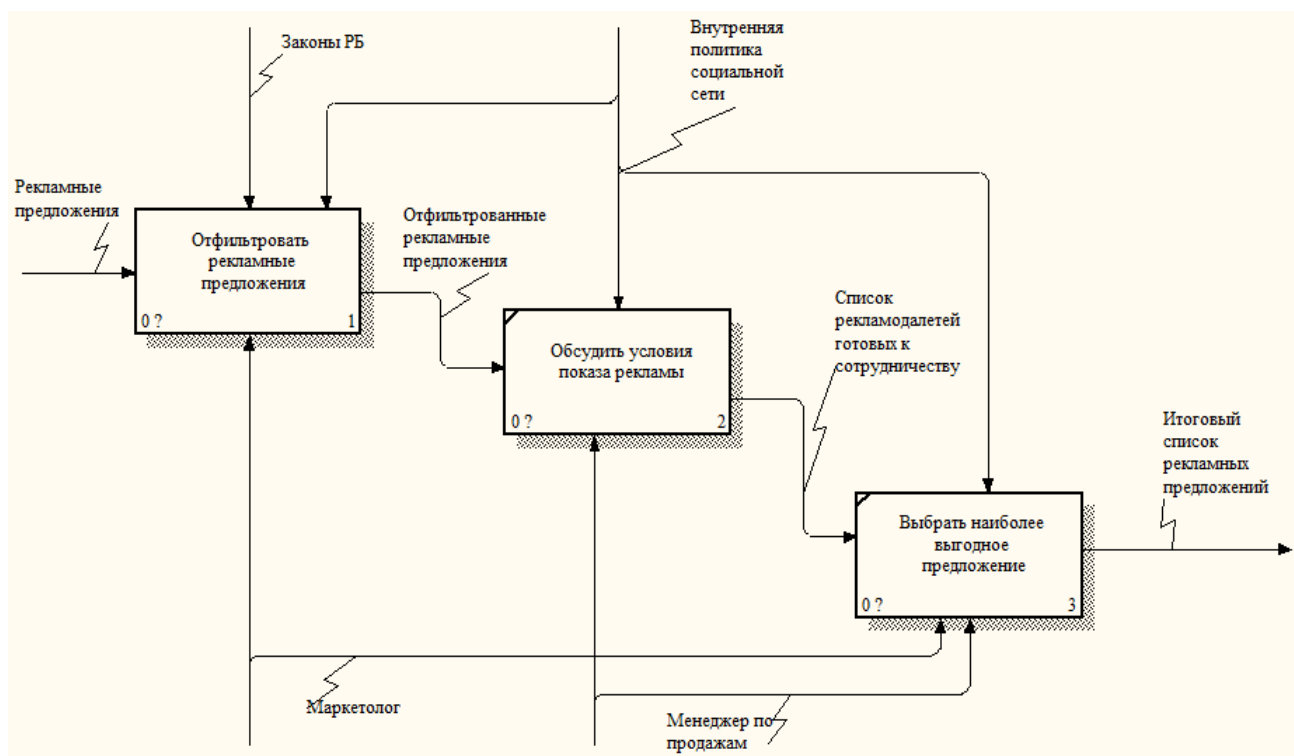 Законы РБ
Внутренняя
политика
социальной
сети
Рекламные
предложения
Отфильтровать
рекламные
предложения
0 ?
1
Отфильтрованные
рекламные
предложения
Обсудить условия
показа рекламы
0 ?
2
Список
рекламодалетей
готовых к
сотрудничеству
Выбрать наиболее
выгодное
предложение
0 ?
3
Итоговый
список
рекламных
предложений
Маркетолог
Менеджер по
продажам